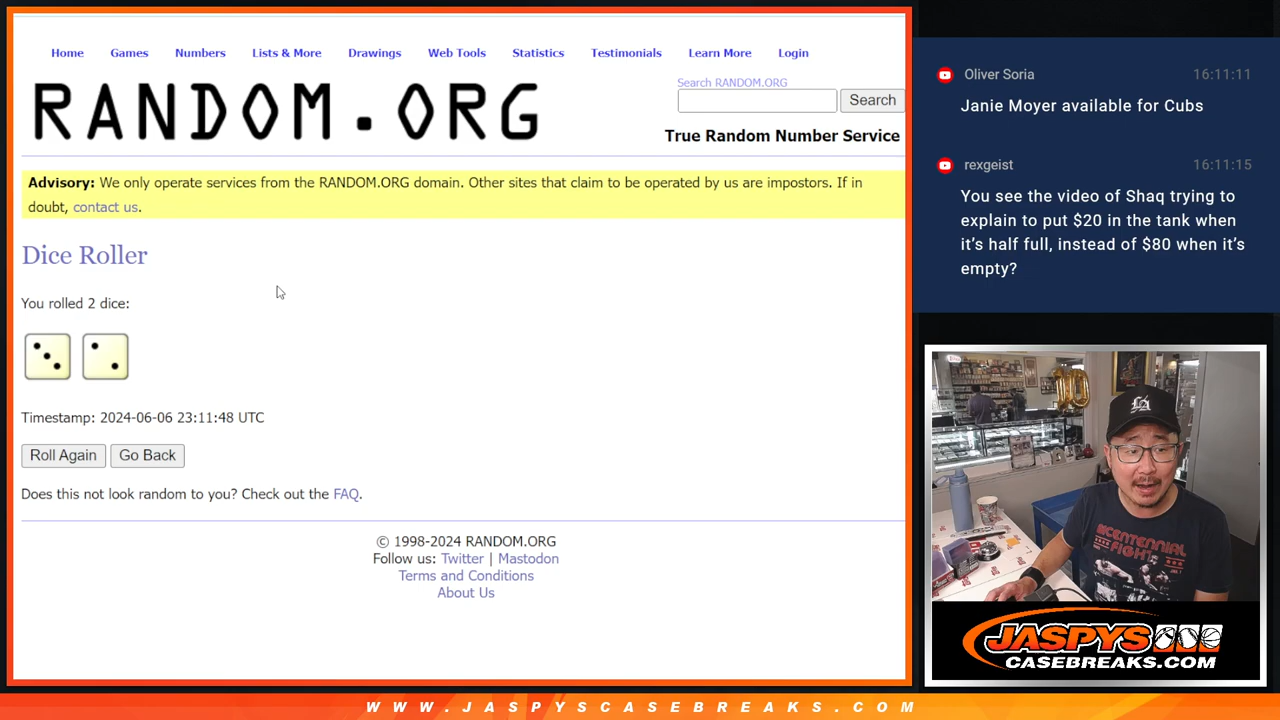 Home Games Numbers Lists & More Drawings Web Tools Statistics Testimonials Learn More Login
RANDOM.ORG
Search RANDOM.ORG
Search
True Random Number Service
Advisory: We only operate services from the RANDOM.ORG domain. Other sites that claim to be operated by us are impostors. If in
doubt, contact us.
Dice Roller
You rolled 2 dice:
Timestamp: 2024-06-06 23:11:48 UTC
Roll Again Go Back
Does this not look random to you? Check out the FAQ.
© 1998-2024 RANDOM.ORG
Follow us: Twitter | Mastodon
Terms and Conditions
About Us
Oliver Soria 16:11:11
Janie Moyer available for Cubs
rexgeist 16:11:15
You see the video of Shaq trying to
explain to put $20 in the tank when
it's half full, instead of $80 when it's
empty?
10
LA
BICENTENNIAL
FIGHT
JASPYS
CASEBREAKS.COM
WWW.JASPYSCASEBREAKS.COM